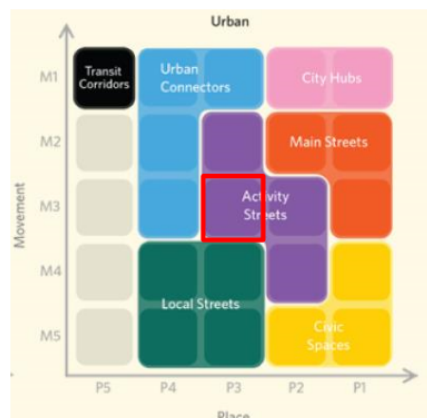 Urban
M1
Transit
Corridors
Urban
Connectors
City Hubs
M2
Main Streets
M3
Activity
Streets
M4
Local Streets
M5
Civic
Spaces
P5
P4
P3
P2
P1
Movement
Place